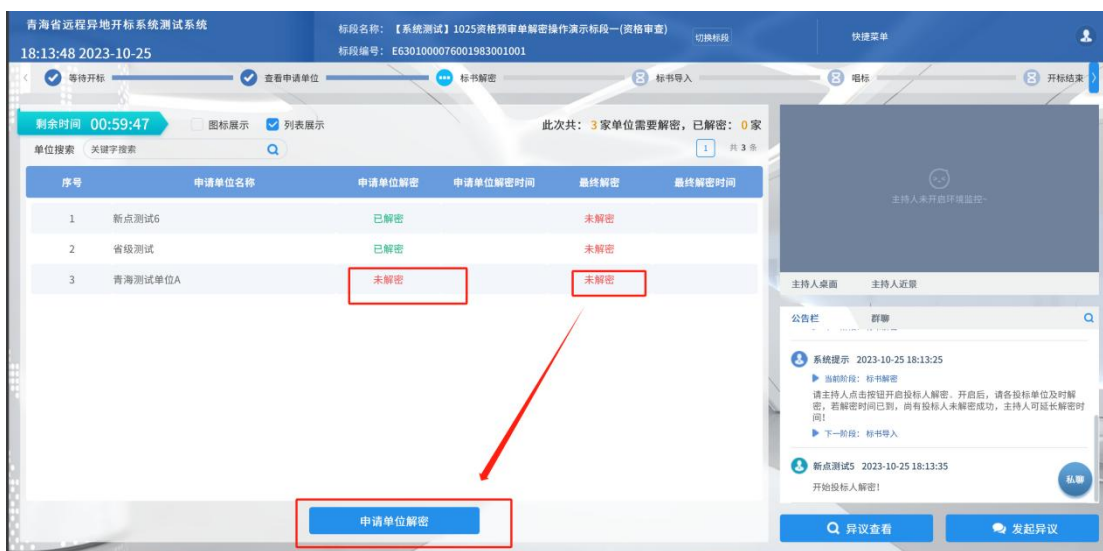 青海省远程异地开标系统测试系统
标段名称: 【系统测试】1025资格预审单解密操作演示标段一(资格审查)
切换标段
快捷菜单
18:13:48 2023-10-25
标段编号: E6301000076001983001001
等待开标
查看申请单位
标书解密
标书导入
唱标
开标结束
剩余时间 00:59:47
图标展示
列表展示
此次共: 3 家单位需要解密, 已解密: 0 家
单位搜索
关键字搜索
1
共 3 条
序号 申请单位名称 申请单位解密 申请单位解密时间 最终解密 最终解密时间
1 新点测试6 已解密 未解密
2 省级测试 已解密 未解密
3 青海测试单位A 未解密 未解密
申请单位解密
主持人未开启环境监控~
主持人桌面
主持人近景
公告栏
群聊
系统提示 2023-10-25 18:13:25
当前阶段: 标书解密
请主持人点击按钮开启投标人解密. 开启后, 请各投标单位及时解
密, 若解密时间已到, 尚有投标人未解密成功, 主持人可延长解密时
间!
下一阶段: 标书导入
新点测试5 2023-10-25 18:13:35
开始投标人解密!
私聊
异议查看
发起异议